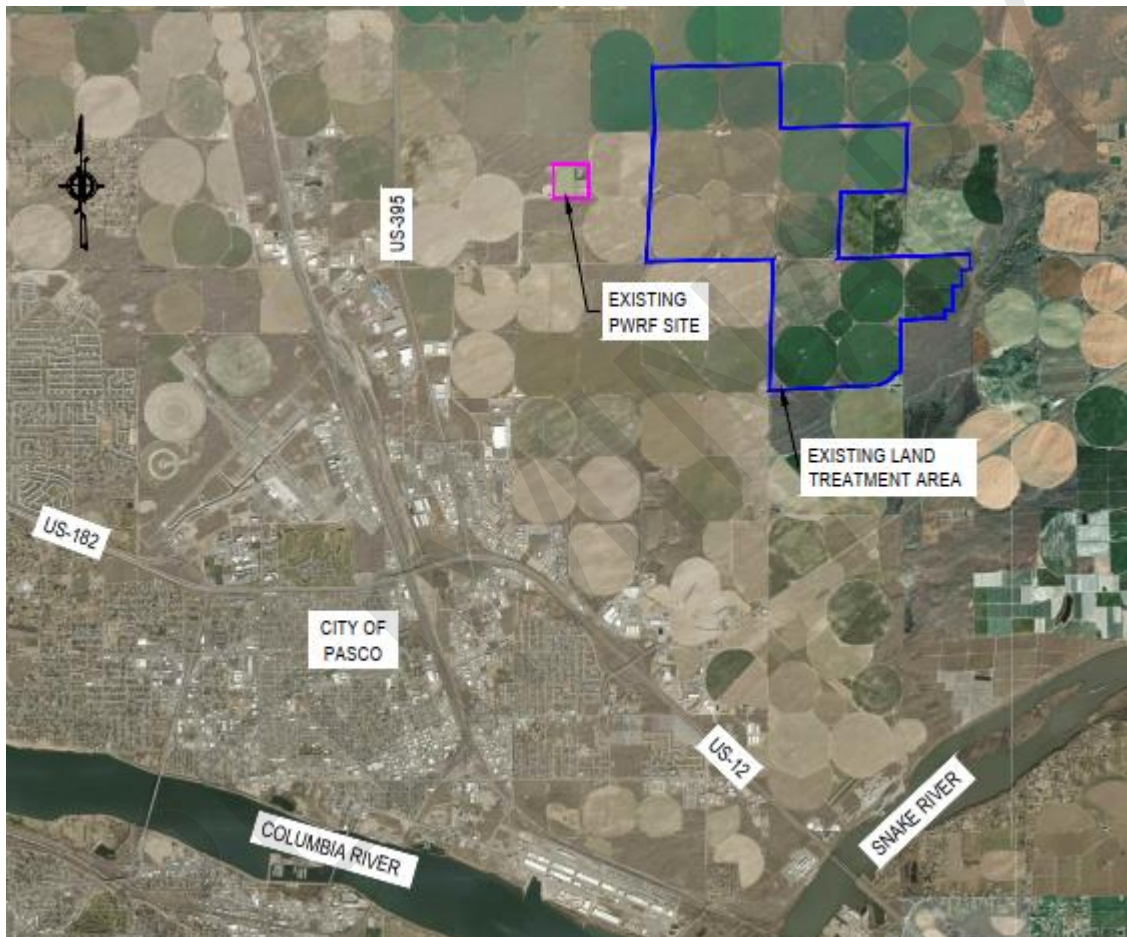 US-395
EXISTING
PWRF SITE
EXISTING LAND
TREATMENT AREA
US-182
CITY OF
PASCO
US-12
COLUMBIA RIVER
SNAKE RIVER